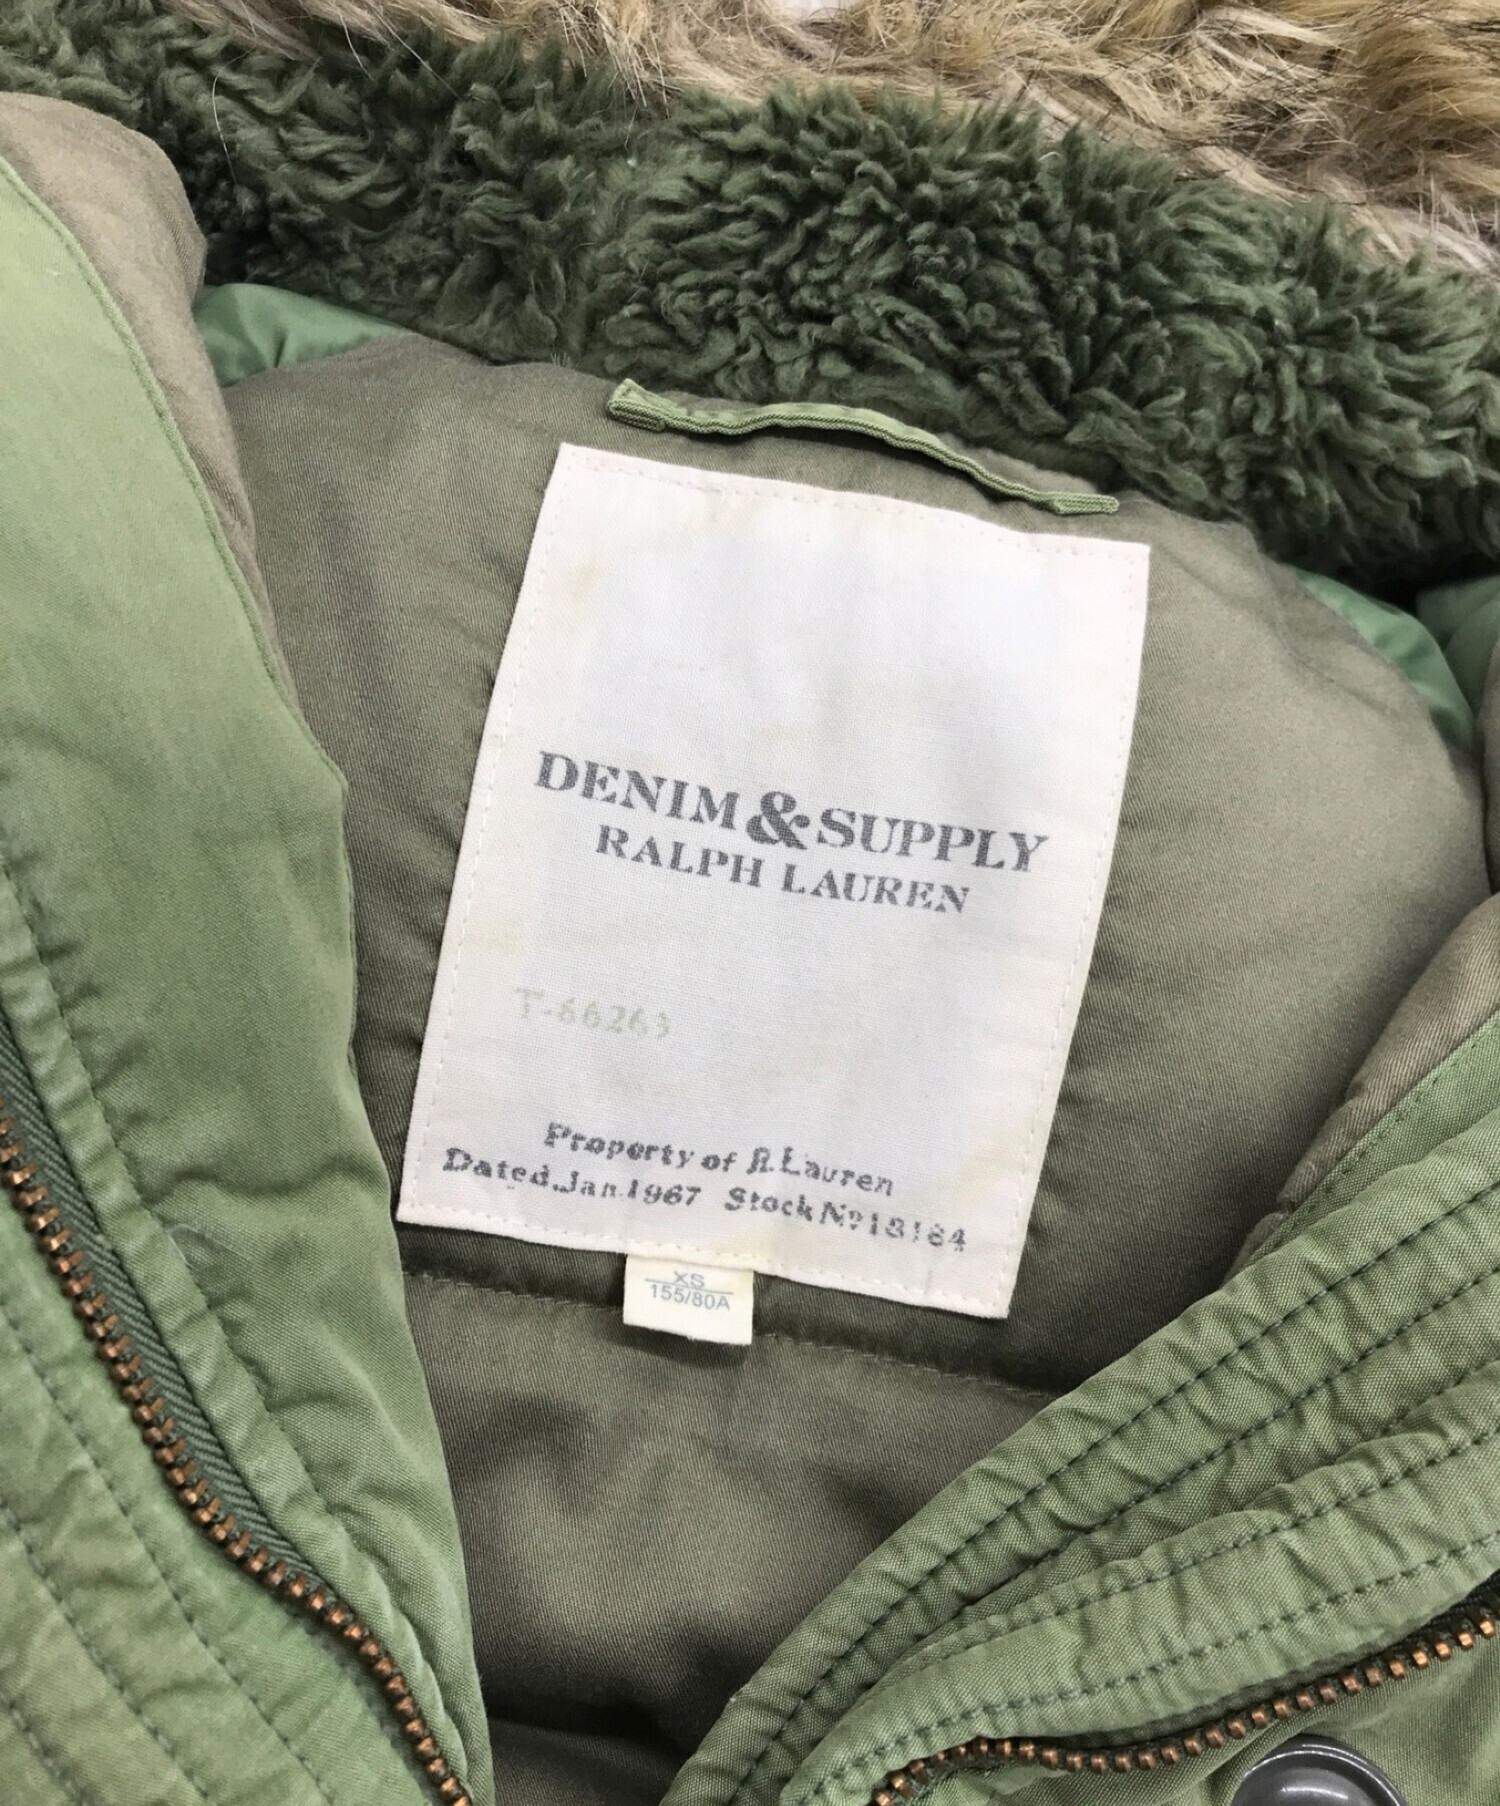 DENIM & SUPPLY
RALPH LAUREN
T-66263
Property of R.Lauren
Dated.Jan.1967 Stock No 18184
XS
155/80A